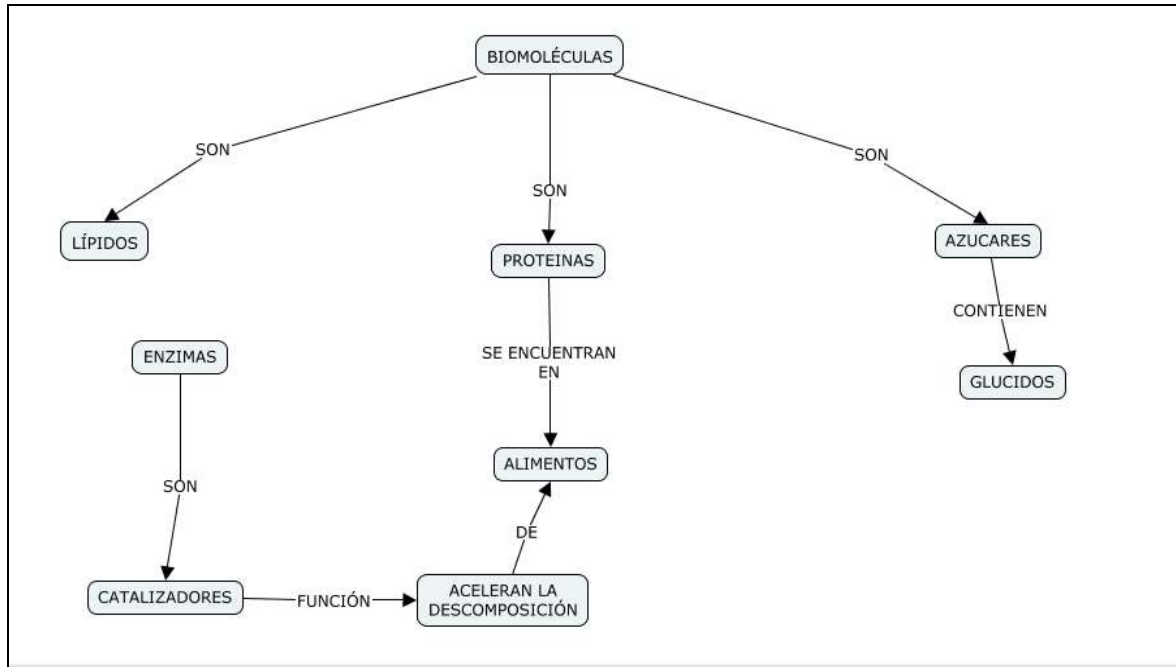 BIOMOLÉCULAS
SON
SON
SON
LÍPIDOS
PROTEINAS
AZUCARES
CONTIENEN
ENZIMAS
SE ENCUENTRAN
EN
GLUCIDOS
ALIMENTOS
SON
DE
CATALIZADORES
FUNCIÓN
ACELERAN LA
DESCOMPOSICIÓN